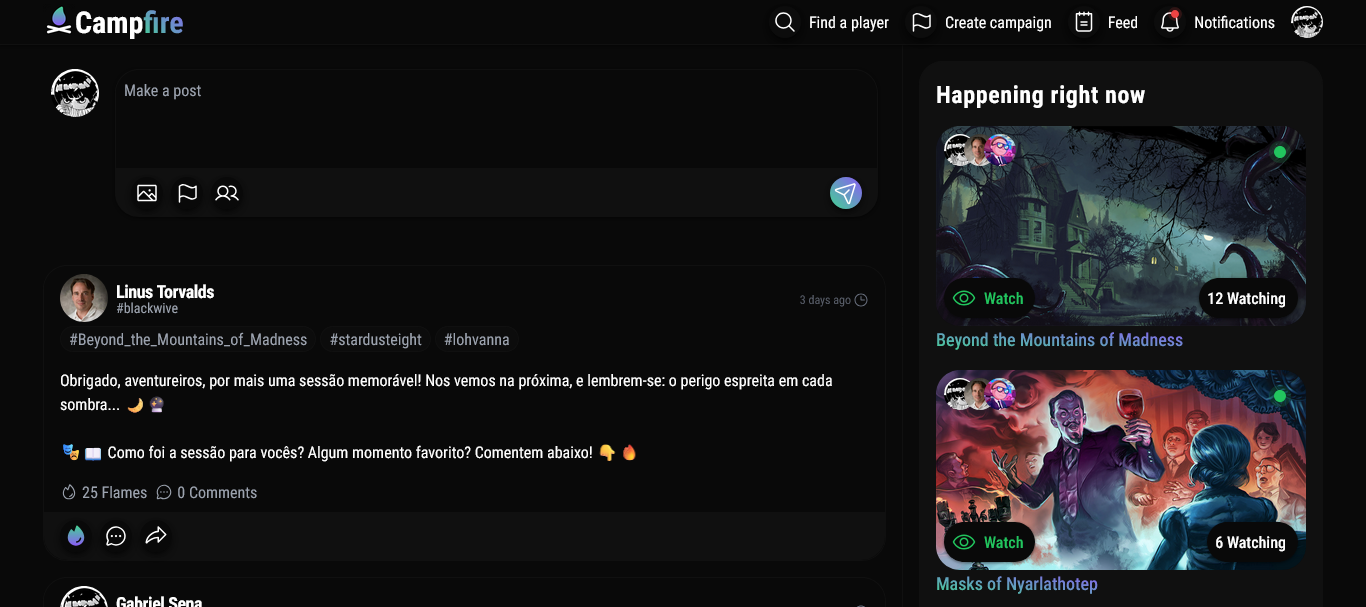 Campfire
Find a player
Create campaign
Feed
Notifications
Make a post
Linus Torvalds
#blackwive
3 days ago
#Beyond_the_Mountains_of_Madness #stardusteight #lohvanna
Obrigado, aventureiros, por mais uma sessão memorável! Nos vemos na próxima, e lembrem-se: o perigo espreita em cada
sombra... 🌙 🔮
🎭 📖 Como foi a sessão para vocês? Algum momento favorito? Comentem abaixo! 👇 🔥
25 Flames 0 Comments
Gabriel Sena
Happening right now
Watch
12 Watching
Beyond the Mountains of Madness
Watch
6 Watching
Masks of Nyarlathotep